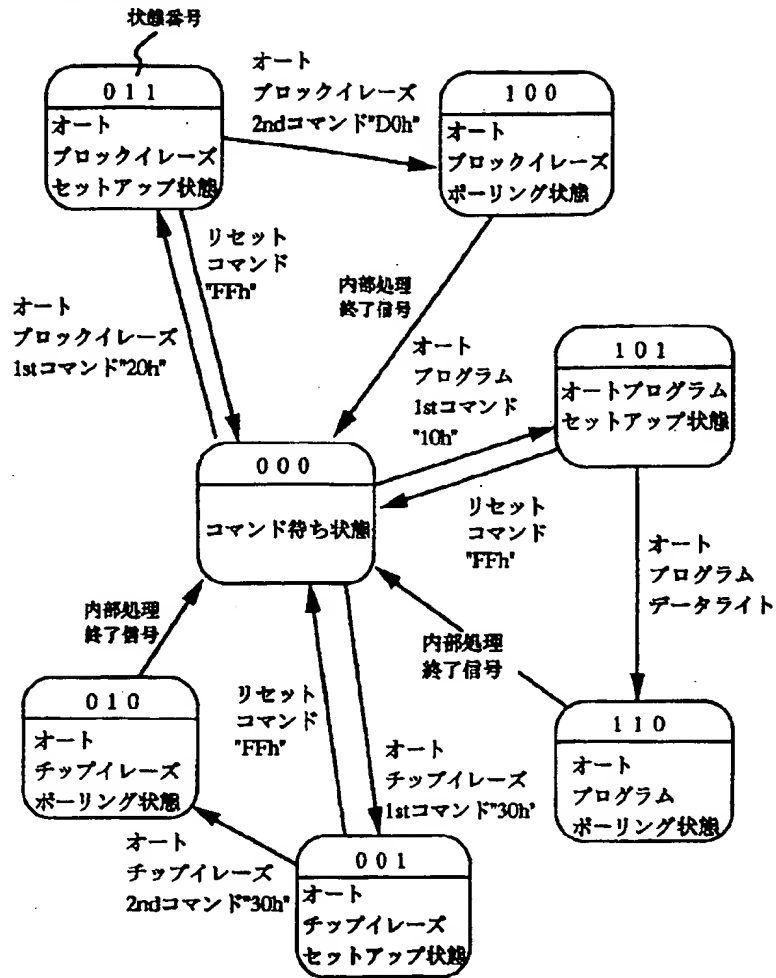 状態番号
011
オート
ブロックイレーズ
セットアップ状態
オート
ブロックイレーズ
2ndコマンド"D0h"
100
オート
ブロックイレーズ
ポーリング状態
リセット
コマンド
"FFh"
内部処理
終了信号
オート
ブロックイレーズ
1stコマンド"20h"
オート
プログラム
1stコマンド
"10h"
101
オートプログラム
セットアップ状態
000
コマンド待ち状態
リセット
コマンド
"FFh"
オート
プログラム
データライト
内部処理
終了信号
内部処理
終了信号
リセット
コマンド
"FFh"
010
オート
チップイレーズ
ポーリング状態
オート
チップイレーズ
1stコマンド"30h"
110
オート
プログラム
ポーリング状態
オート
チップイレーズ
2ndコマンド"30h"
001
オート
チップイレーズ
セットアップ状態